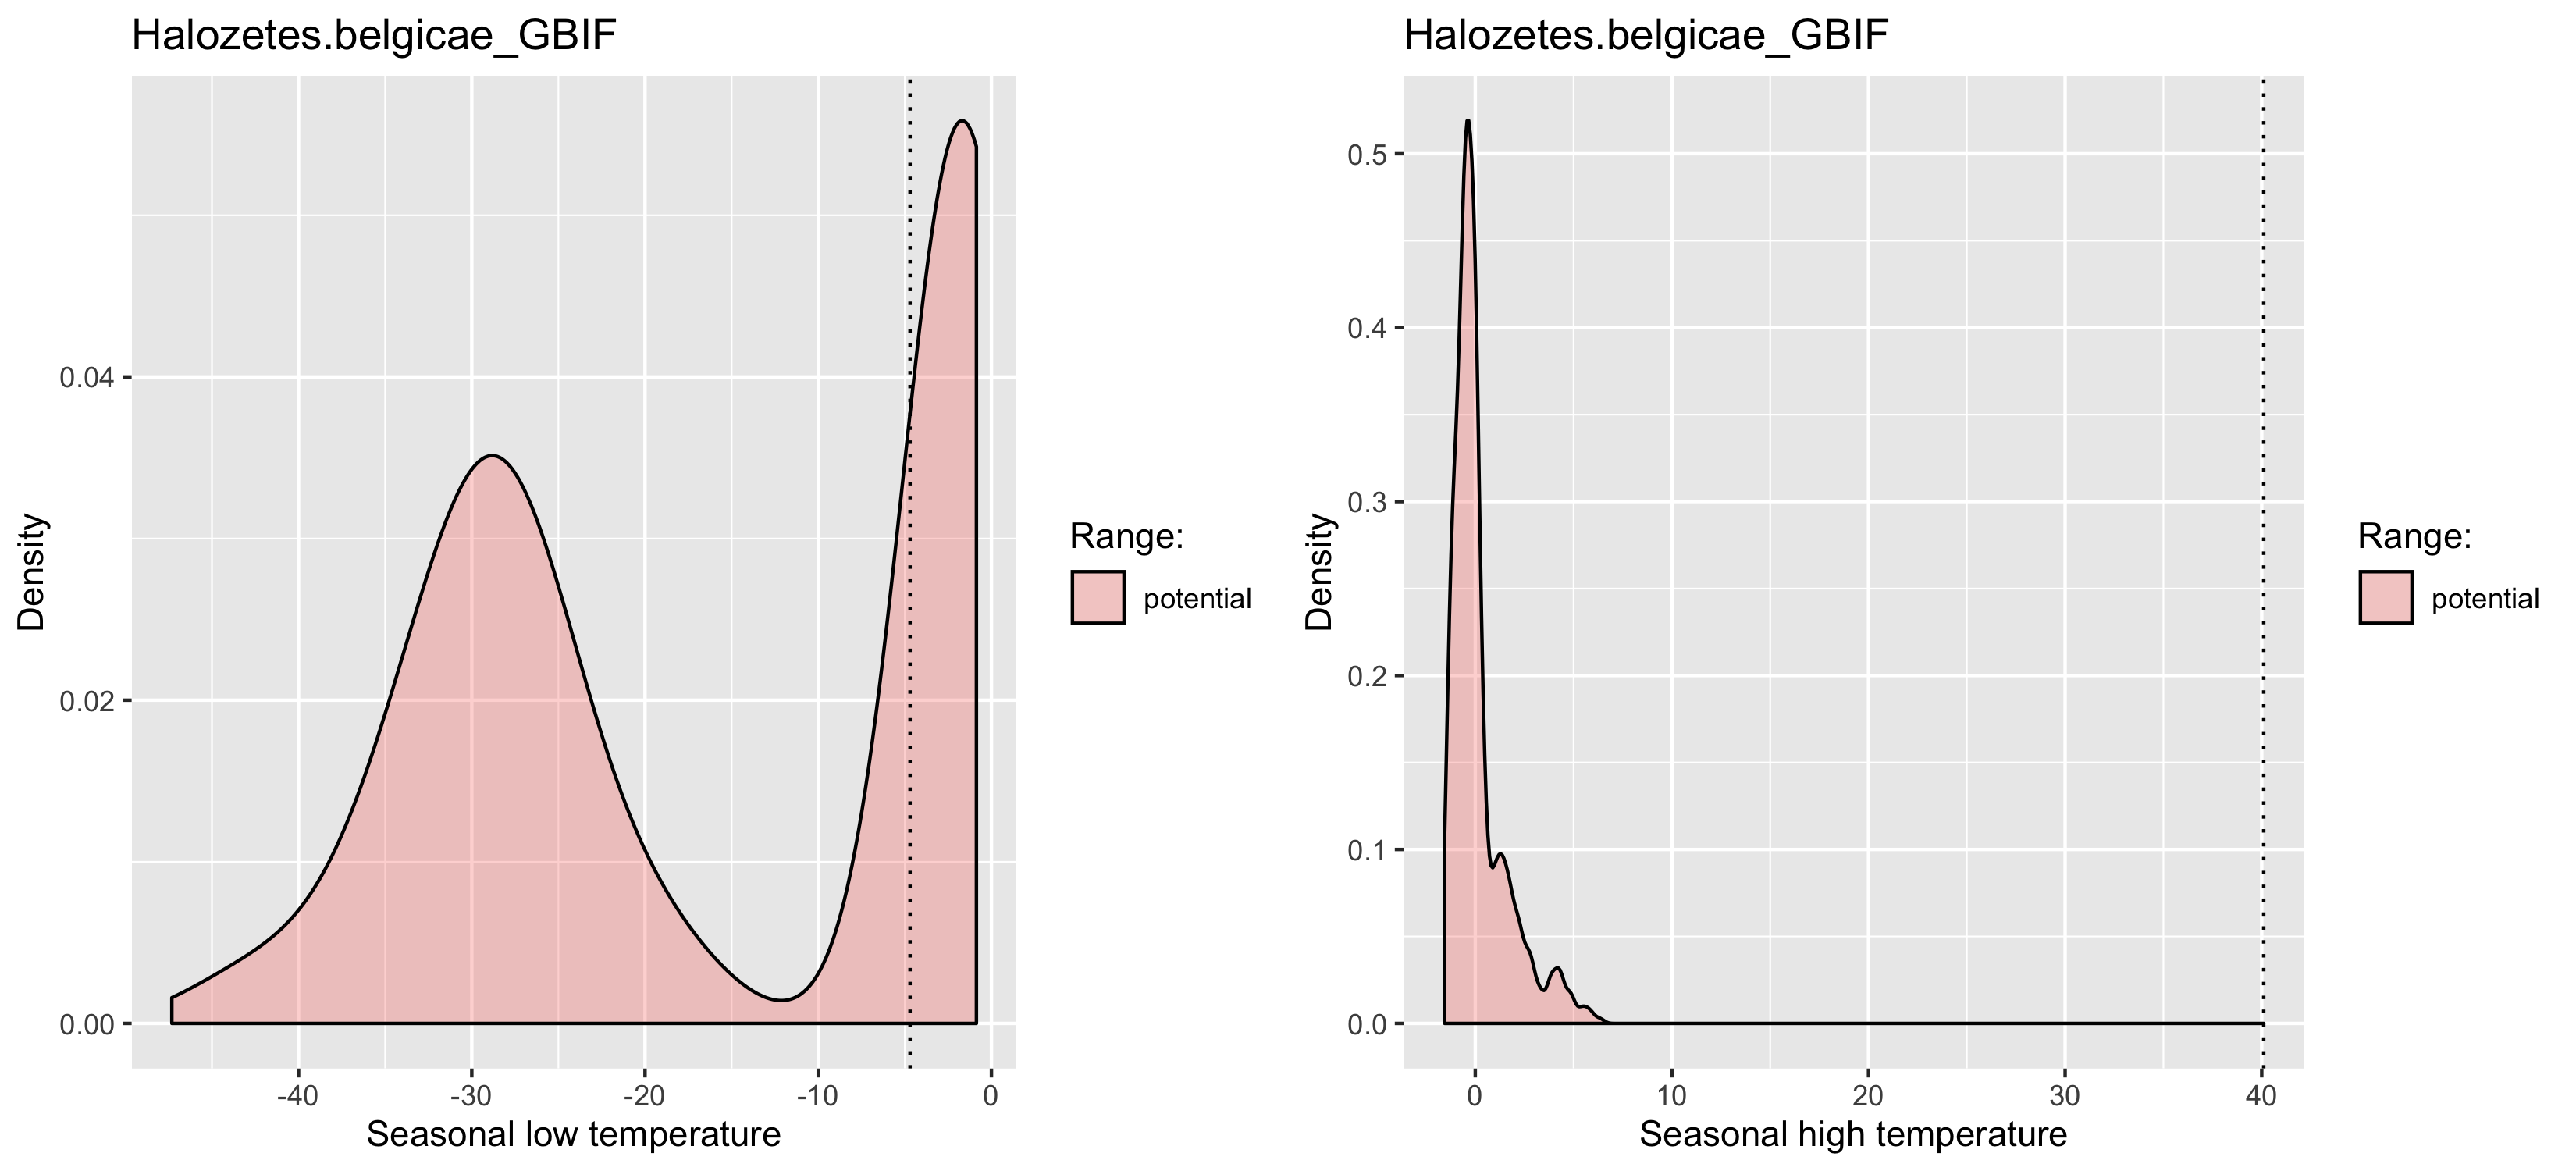 Halozetes.belgicae_GBIF
Density
0.04
0.02
0.00
-40 -30 -20 -10 0
Seasonal low temperature
Range:
potential
Halozetes.belgicae_GBIF
Density
0.5
0.4
0.3
0.2
0.1
0.0
0 10 20 30 40
Seasonal high temperature
Range:
potential